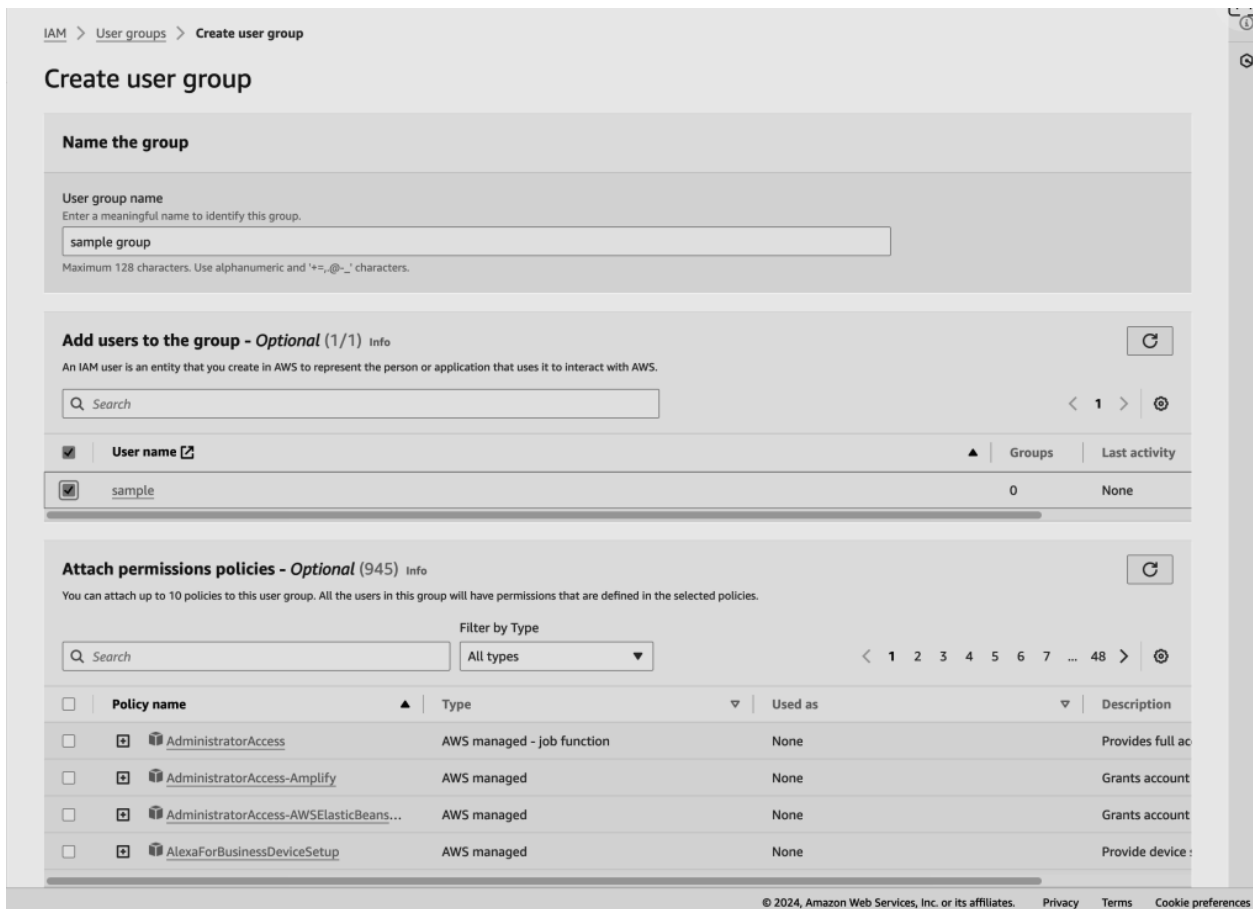 IAM > User groups > Create user group
Create user group
Name the group
User group name
Enter a meaningful name to identify this group.
sample group
Maximum 128 characters. Use alphanumeric and '+=,.@-_' characters.
Add users to the group - Optional (1/1) Info
An IAM user is an entity that you create in AWS to represent the person or application that uses it to interact with AWS.
Search
< 1 >
User name Groups Last activity
sample 0 None
Attach permissions policies - Optional (945) Info
You can attach up to 10 policies to this user group. All the users in this group will have permissions that are defined in the selected policies.
Filter by Type
Search All types < 1 2 3 4 5 6 7 ... 48 >
Policy name Type Used as Description
AdministratorAccess AWS managed - job function None Provides full ac
AdministratorAccess-Amplify AWS managed None Grants account
AdministratorAccess-AWSElasticBeans... AWS managed None Grants account
AlexaForBusinessDeviceSetup AWS managed None Provide device
© 2024, Amazon Web Services, Inc. or its affiliates. Privacy Terms Cookie preferences